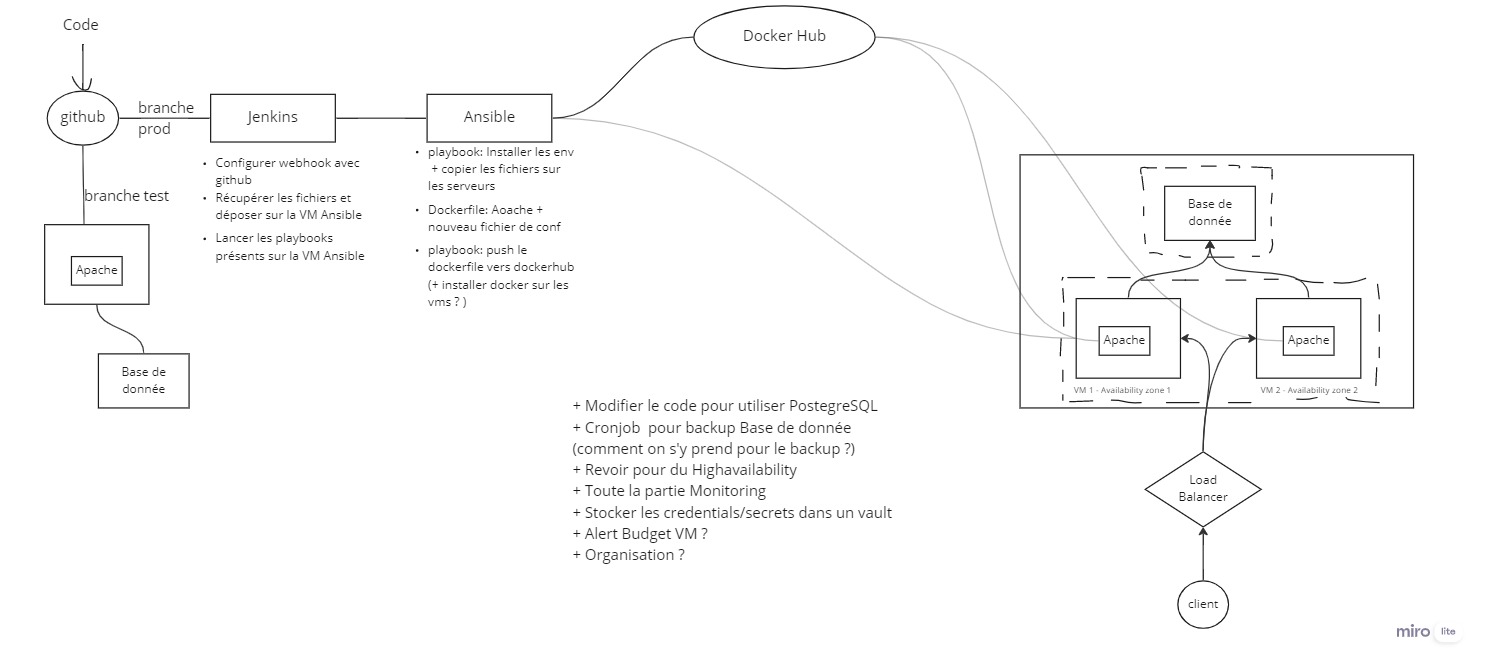 Code
Docker Hub
github
branche
prod
Jenkins
Ansible
• Configurer webhook avec
github
• Récupérer les fichiers et
déposer sur la VM Ansible
• Lancer les playbooks
présents sur la VM Ansible
• playbook: Installer les env
+ copier les fichiers sur
les serveurs
• Dockerfile: Aoache +
nouveau fichier de conf
• playbook: push le
dockerfile vers dockerhub
(+ installer docker sur les
vms ? )
branche test
Apache
Base de
donnée
Base de
donnée
Apache
Apache
VM 1 - Availability zone 1
VM 2 - Availability zone 2
+ Modifier le code pour utiliser PostegreSQL
+ Cronjob pour backup Base de donnée
(comment on s'y prend pour le backup ?)
+ Revoir pour du Highavailability
+ Toute la partie Monitoring
+ Stocker les credentials/secrets dans un vault
+ Alert Budget VM ?
+ Organisation ?
Load
Balancer
client
miro lite